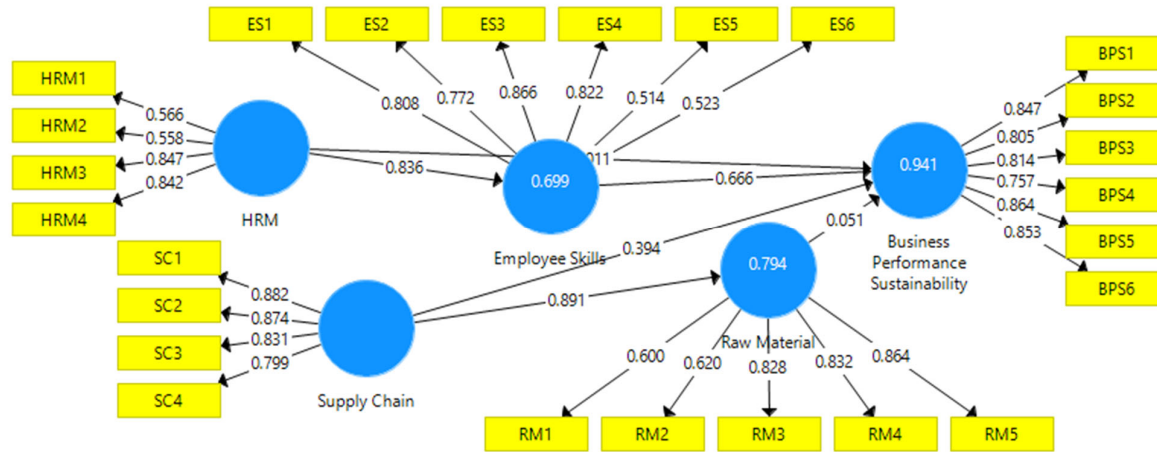 ES1
ES2
ES3
ES4
ES5
ES6
BPS1
BPS2
BPS3
BPS4
BPS5
BPS6
HRM1
HRM2
HRM3
HRM4
0.566
0.558
0.847
0.842
HRM
0.808
0.772
0.866
0.822
0.514
0.523
0.836
0.699
Employee Skills
011
0.666
0.394
0.941
Business
Performance
Sustainability
0.847
0.805
0.814
0.757
0.864
0.853
SC1
SC2
SC3
SC4
0.882
0.874
0.831
0.799
Supply Chain
0.891
0.051
0.794
Raw Material
0.600
0.620
0.828
0.832
0.864
RM1
RM2
RM3
RM4
RM5